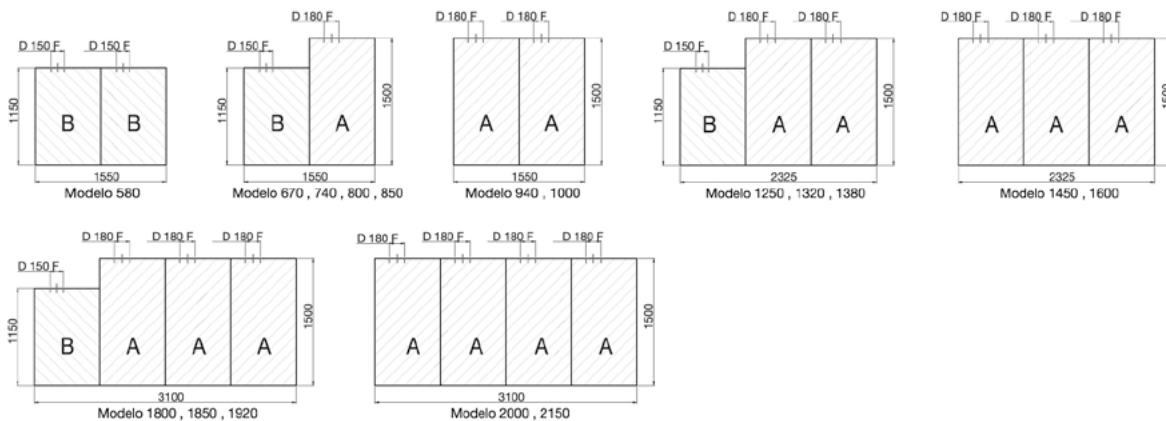 D 150 F D 150 F
1150
B B
1550
Modelo 580
D 180 F
D 150 F
1150
B A
1500
1550
Modelo 670 , 740 , 800 , 850
D 180 F D 180 F
A A
1500
1550
Modelo 940 , 1000
D 180 F D 180 F
D 150 F
1150
B A A
1500
2325
Modelo 1250 , 1320 , 1380
D 180 F D 180 F D 180 F
A A A
1500
2325
Modelo 1450 , 1600
D 180 F D 180 F D 180 F
D 150 F
1150
B A A A
1500
3100
Modelo 1800 , 1850 , 1920
D 180 F D 180 F D 180 F D 180 F
A A A A
1500
3100
Modelo 2000 , 2150